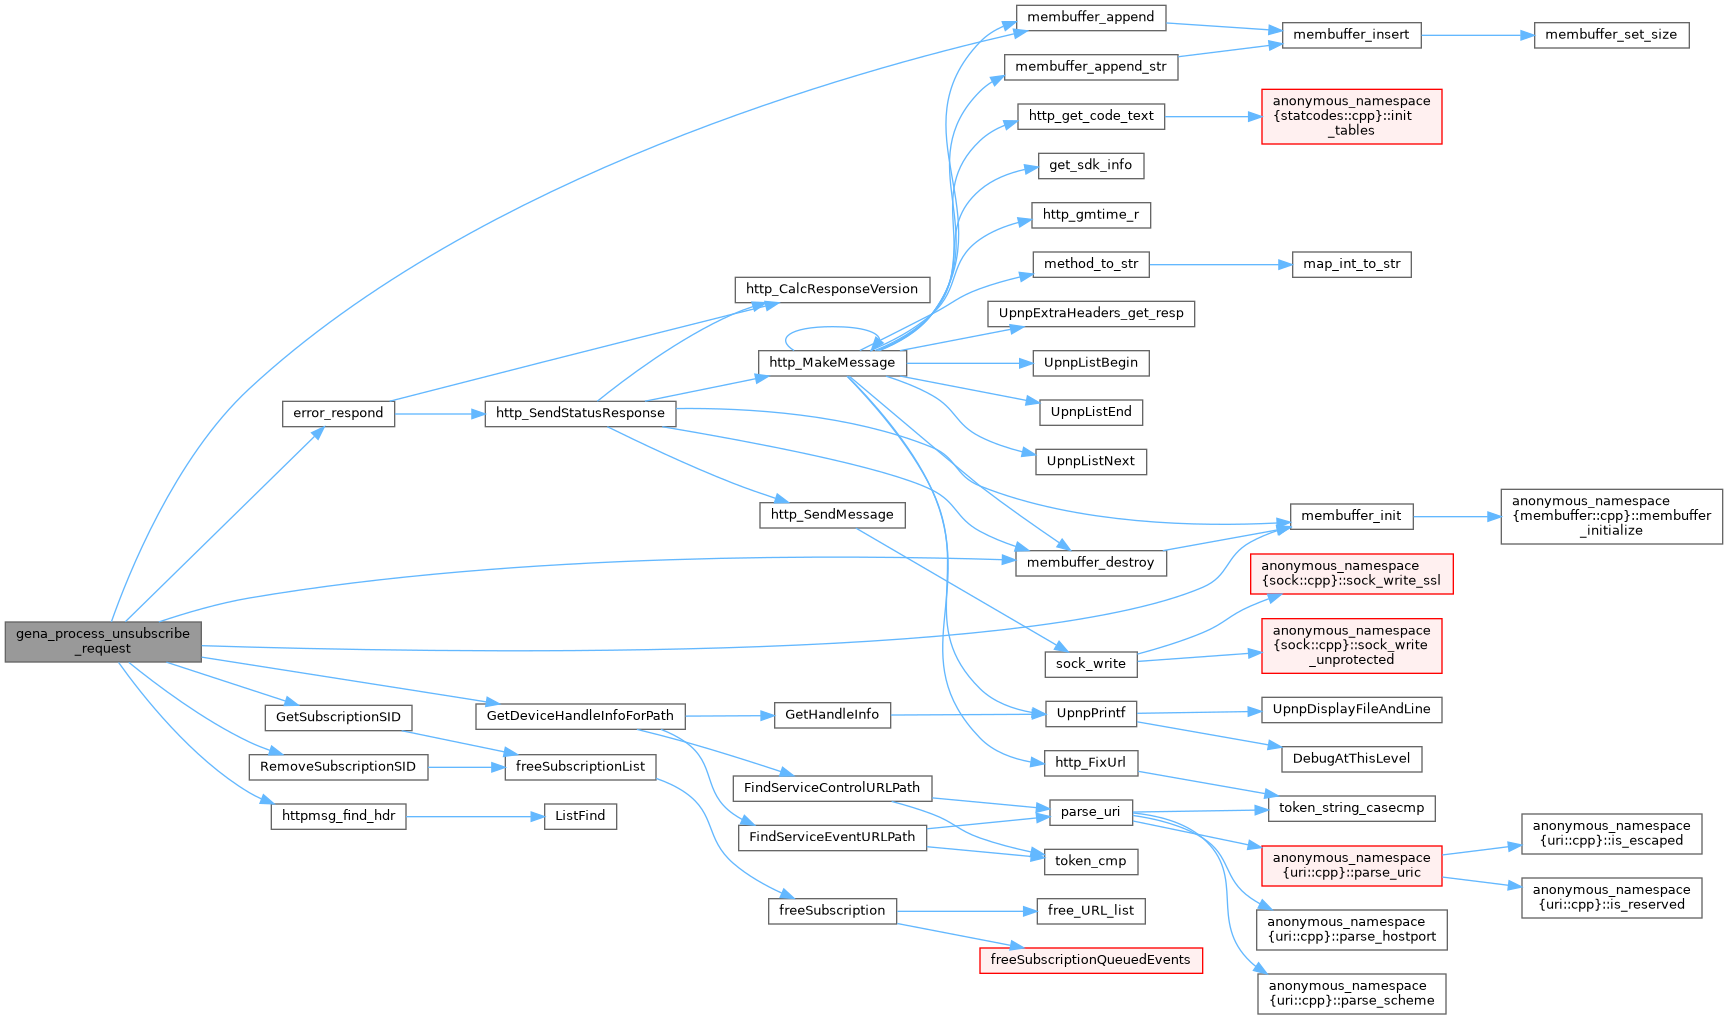 gena_process_unsubscribe
_request
error_respond
GetSubscriptionSID
RemoveSubscriptionSID
httpmsg_find_hdr
http_SendStatusResponse
GetDeviceHandleInfoForPath
freeSubscriptionList
ListFind
http_CalcResponseVersion
http_MakeMessage
http_SendMessage
GetHandleInfo
FindServiceControlURLPath
FindServiceEventURLPath
freeSubscription
membuffer_append
membuffer_append_str
http_get_code_text
get_sdk_info
http_gmtime_r
method_to_str
UpnpExtraHeaders_get_resp
UpnpListBegin
UpnpListEnd
UpnpListNext
membuffer_destroy
sock_write
UpnpPrintf
http_FixUrl
parse_uri
token_cmp
free_URL_list
freeSubscriptionQueuedEvents
membuffer_insert
anonymous_namespace
{statcodes::cpp}::init
_tables
map_int_to_str
membuffer_init
anonymous_namespace
{sock::cpp}::sock_write_ssl
anonymous_namespace
{sock::cpp}::sock_write
_unprotected
UpnpDisplayFileAndLine
DebugAtThisLevel
token_string_casecmp
anonymous_namespace
{uri::cpp}::parse_uric
anonymous_namespace
{uri::cpp}::parse_hostport
anonymous_namespace
{uri::cpp}::parse_scheme
membuffer_set_size
anonymous_namespace
{membuffer::cpp}::membuffer
_initialize
anonymous_namespace
{uri::cpp}::is_escaped
anonymous_namespace
{uri::cpp}::is_reserved